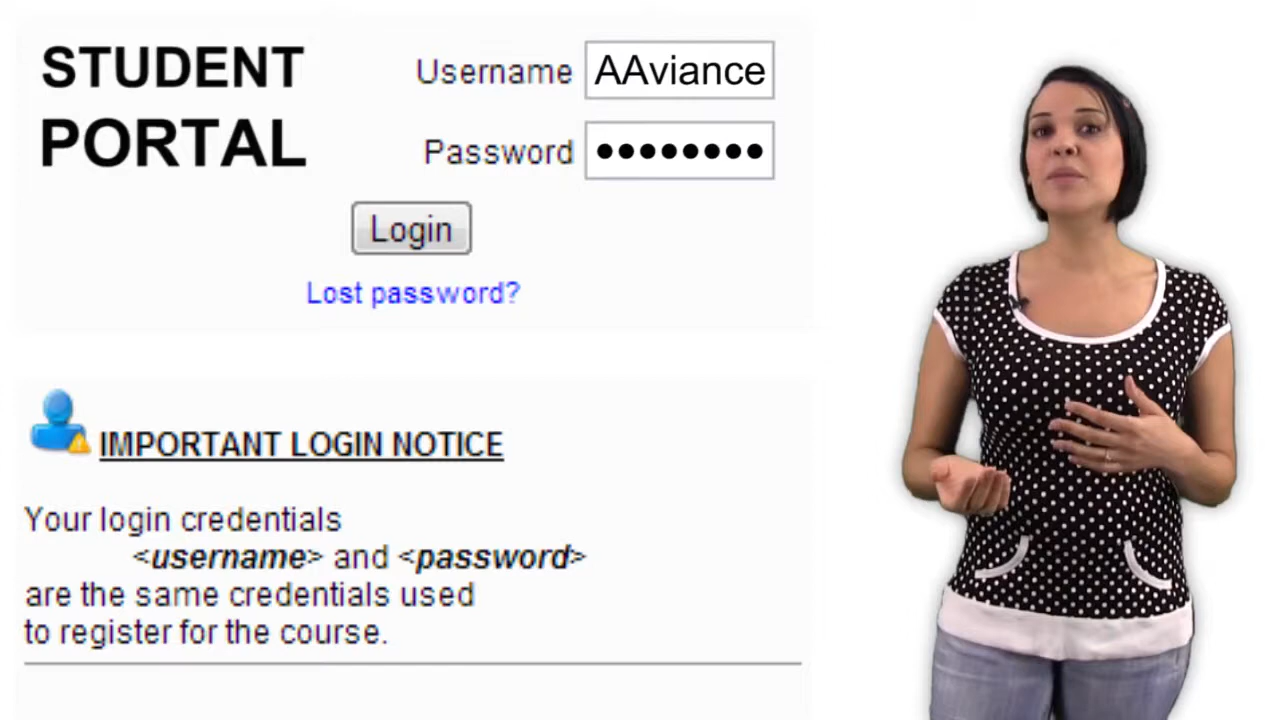 STUDENT
PORTAL
Username AAviance
Password ••••••••
Login
Lost password?
IMPORTANT LOGIN NOTICE
Your login credentials
<username> and <password>
are the same credentials used
to register for the course.